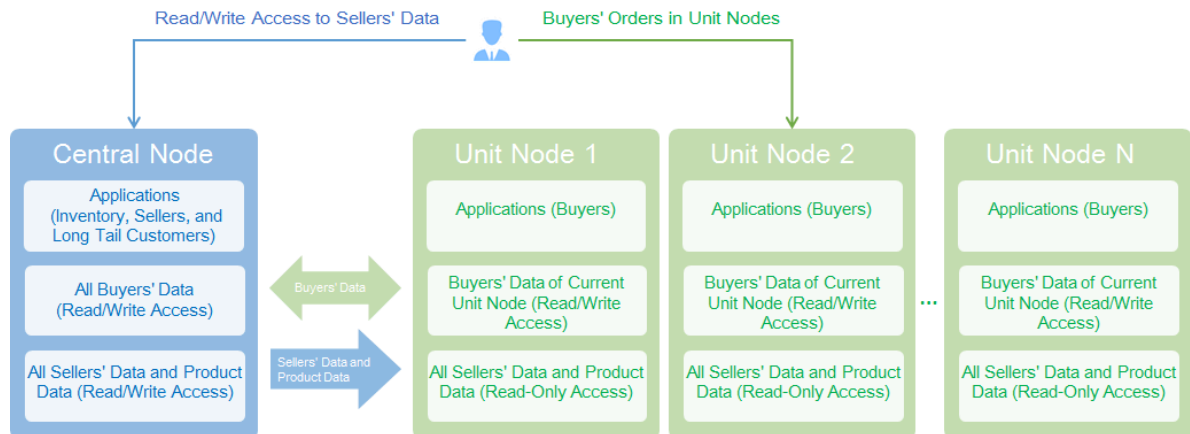 Read/Write Access to Sellers' Data
Buyers' Orders in Unit Nodes
Central Node
Applications
(Inventory, Sellers, and
Long Tail Customers)
All Buyers' Data
(Read/Write Access)
All Sellers' Data and Product
Data (Read/Write Access)
Buyers' Data
Sellers' Data and
Product Data
Unit Node 1
Applications (Buyers)
Buyers' Data of Current
Unit Node (Read/Write
Access)
All Sellers' Data and Product
Data (Read-Only Access)
Unit Node 2
Applications (Buyers)
Buyers' Data of Current
Unit Node (Read/Write
Access)
All Sellers' Data and Product
Data (Read-Only Access)
...
Unit Node N
Applications (Buyers)
Buyers' Data of Current
Unit Node (Read/Write
Access)
All Sellers' Data and Product
Data (Read-Only Access)